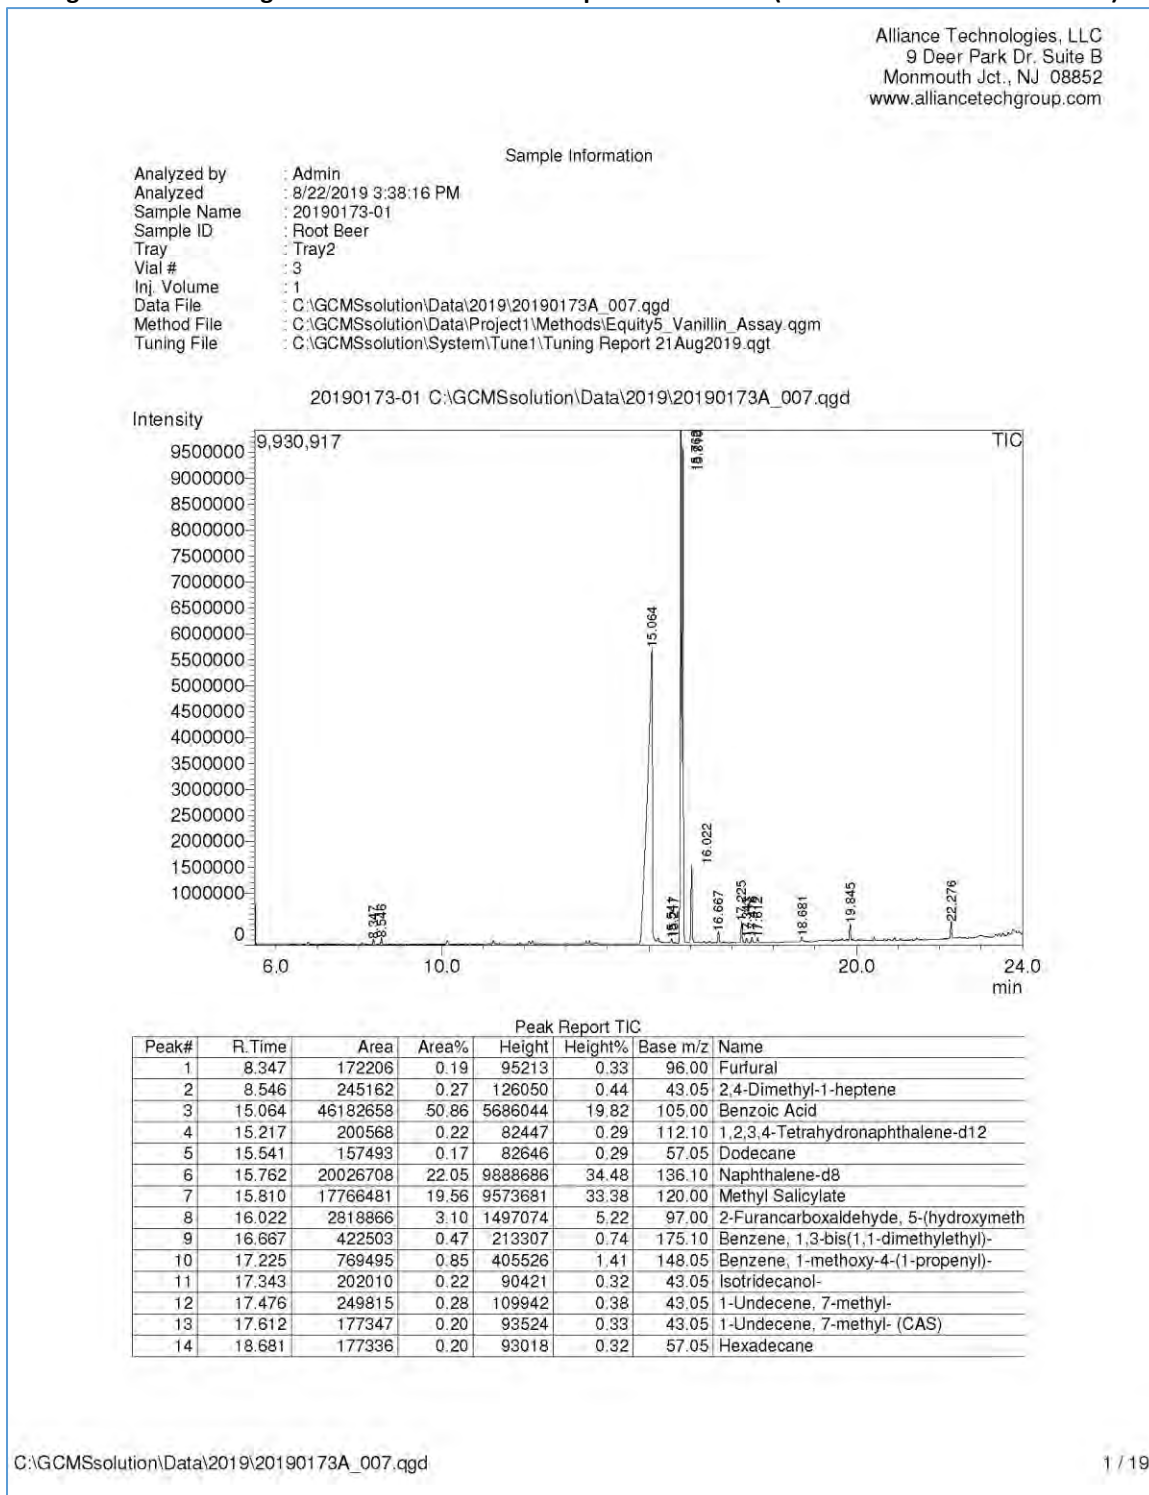 Alliance Technologies, LLC
9 Deer Park Dr. Suite B
Monmouth Jct., NJ 08852
www.alliancetechgroup.com
Sample Information
Analyzed by : Admin
Analyzed : 8/22/2019 3:38:16 PM
Sample Name : 20190173-01
Sample ID : Root Beer
Tray : Tray2
Vial # : 3
Inj. Volume : 1
Data File : C:\GCMSsolution\Data\2019\20190173A_007.qgd
Method File : C:\GCMSsolution\Data\Project1\Methods\Equity5_Vanillin_Assay.qgm
Tuning File : C:\GCMSsolution\System\Tune1\Tuning Report 21Aug2019.qgt
20190173-01 C:\GCMSsolution\Data\2019\20190173A_007.qgd
Intensity
9,930,917
TIC
9500000
9000000
8500000
8000000
7500000
7000000
6500000
6000000
5500000
5000000
4500000
4000000
3500000
3000000
2500000
2000000
1500000
1000000
0
8.347
8.546
15.064
16.022
16.667
17.225
17.612
18.681
19.845
22.276
6.0 10.0 20.0 24.0
min
Peak Report TIC
Peak# R.Time Area Area% Height Height% Base m/z Name
1 8.347 172206 0.19 95213 0.33 96.00 Furfural
2 8.546 245162 0.27 126050 0.44 43.05 2,4-Dimethyl-1-heptene
3 15.064 46182658 50.86 5686044 19.82 105.00 Benzoic Acid
4 15.217 200568 0.22 82447 0.29 112.10 1,2,3,4-Tetrahydronaphthalene-d12
5 15.541 157493 0.17 82646 0.29 57.05 Dodecane
6 15.762 20026708 22.05 9888686 34.48 136.10 Naphthalene-d8
7 15.810 17766481 19.56 9573681 33.38 120.00 Methyl Salicylate
8 16.022 2818866 3.10 1497074 5.22 97.00 2-Furancarboxaldehyde, 5-(hydroxymeth
9 16.667 422503 0.47 213307 0.74 175.10 Benzene, 1,3-bis(1,1-dimethylethyl)-
10 17.225 769495 0.85 405526 1.41 148.05 Benzene, 1-methoxy-4-(1-propenyl)-
11 17.343 202010 0.22 90421 0.32 43.05 Isotridecanol-
12 17.476 249815 0.28 109942 0.38 43.05 1-Undecene, 7-methyl-
13 17.612 177347 0.20 93524 0.33 43.05 1-Undecene, 7-methyl- (CAS)
14 18.681 177336 0.20 93018 0.32 57.05 Hexadecane
C:\GCMSsolution\Data\2019\20190173A_007.qgd
1 / 19